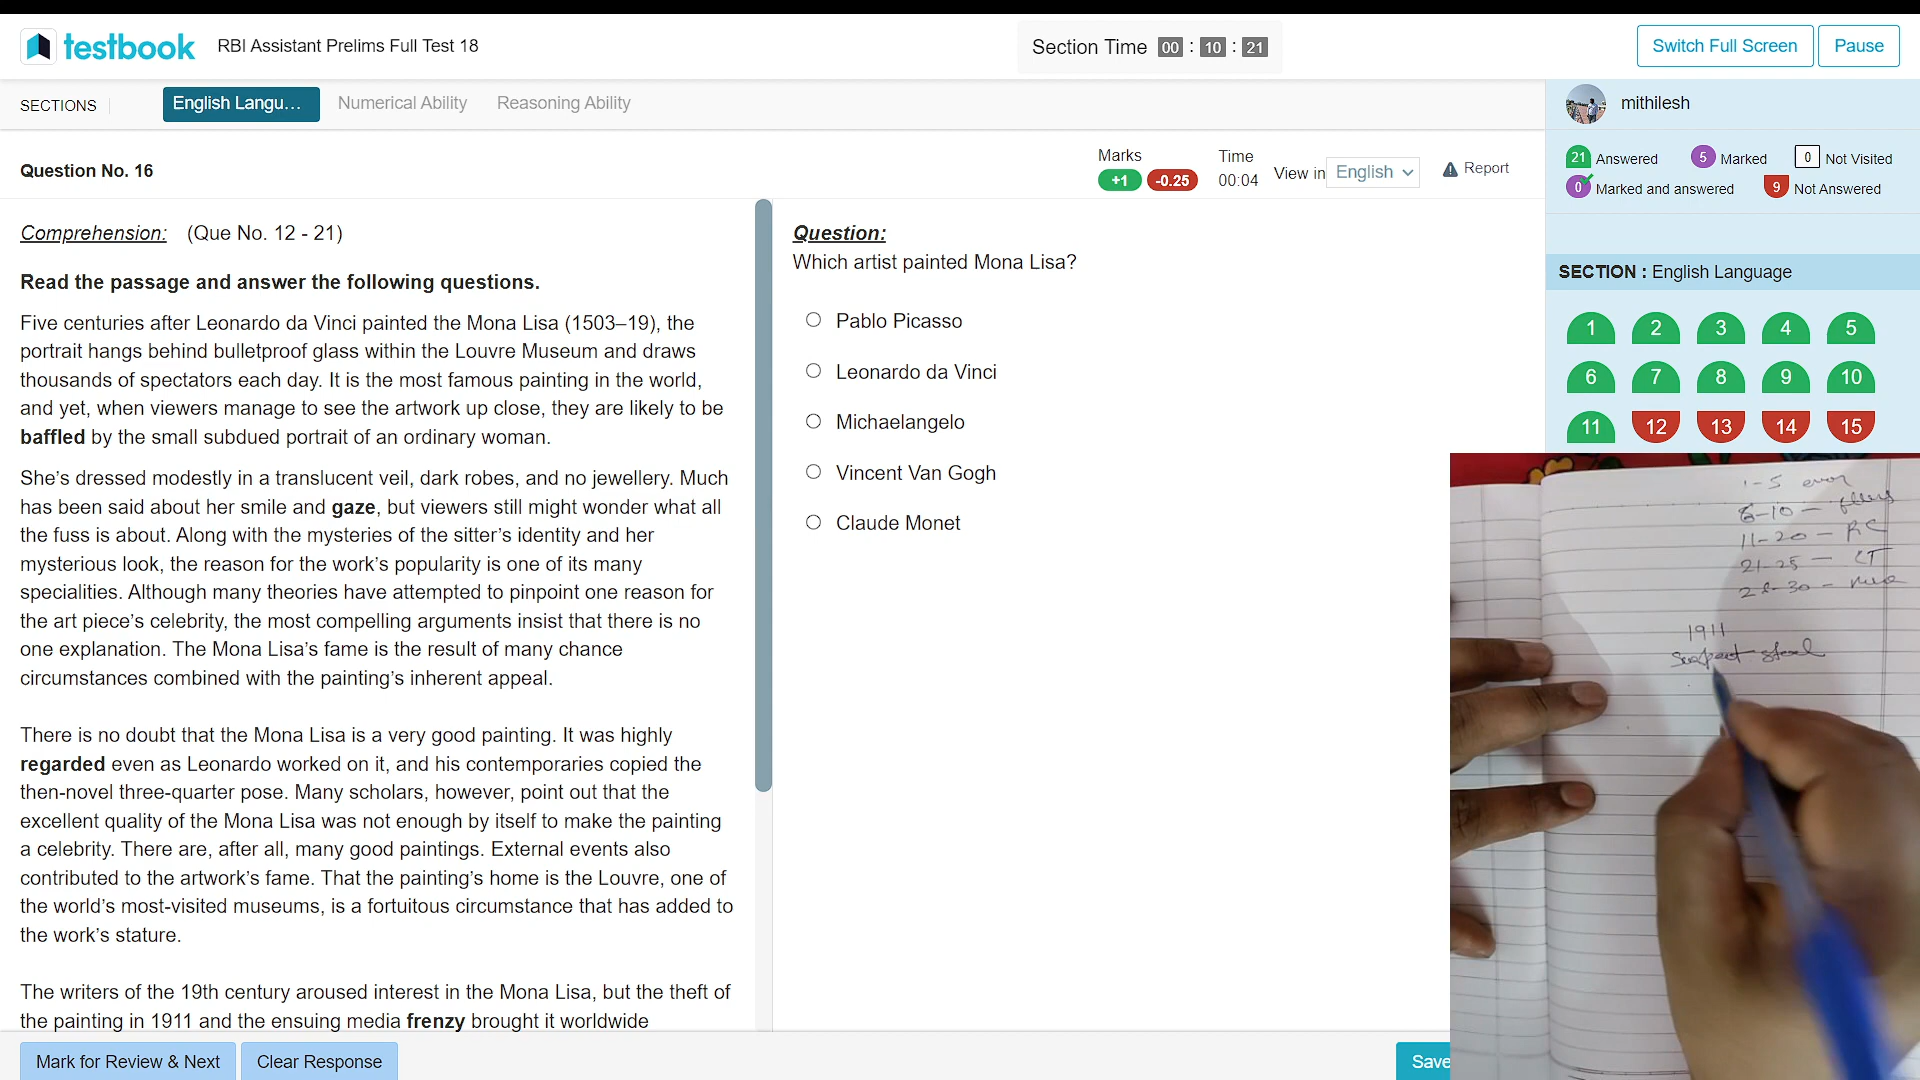 testbook
RBI Assistant Prelims Full Test 18
Section Time 00 : 10 : 21
Switch Full Screen
Pause
SECTIONS
English Langu...
Numerical Ability
Reasoning Ability
mithilesh
Question No. 16
Marks
+1 -0.25
Time
00:04
View in English
Report
21 Answered
5 Marked
0 Not Visited
0 Marked and answered
9 Not Answered
Comprehension: (Que No. 12 - 21)
Read the passage and answer the following questions.
Five centuries after Leonardo da Vinci painted the Mona Lisa (1503–19), the
portrait hangs behind bulletproof glass within the Louvre Museum and draws
thousands of spectators each day. It is the most famous painting in the world,
and yet, when viewers manage to see the artwork up close, they are likely to be
baffled by the small subdued portrait of an ordinary woman.
She's dressed modestly in a translucent veil, dark robes, and no jewellery. Much
has been said about her smile and gaze, but viewers still might wonder what all
the fuss is about. Along with the mysteries of the sitter's identity and her
mysterious look, the reason for the work's popularity is one of its many
specialities. Although many theories have attempted to pinpoint one reason for
the art piece's celebrity, the most compelling arguments insist that there is no
one explanation. The Mona Lisa's fame is the result of many chance
circumstances combined with the painting's inherent appeal.
There is no doubt that the Mona Lisa is a very good painting. It was highly
regarded even as Leonardo worked on it, and his contemporaries copied the
then-novel three-quarter pose. Many scholars, however, point out that the
excellent quality of the Mona Lisa was not enough by itself to make the painting
a celebrity. There are, after all, many good paintings. External events also
contributed to the artwork's fame. That the painting's home is the Louvre, one of
the world's most-visited museums, is a fortuitous circumstance that has added to
the work's stature.
The writers of the 19th century aroused interest in the Mona Lisa, but the theft of
the painting in 1911 and the ensuing media frenzy brought it worldwide
Question:
Which artist painted Mona Lisa?
Pablo Picasso
Leonardo da Vinci
Michaelangelo
Vincent Van Gogh
Claude Monet
SECTION : English Language
1 2 3 4 5
6 7 8 9 10
11 12 13 14 15
1-5
6-10 –
11-20 – RC
21-25 – CT
1911
Mark for Review & Next
Clear Response
Save